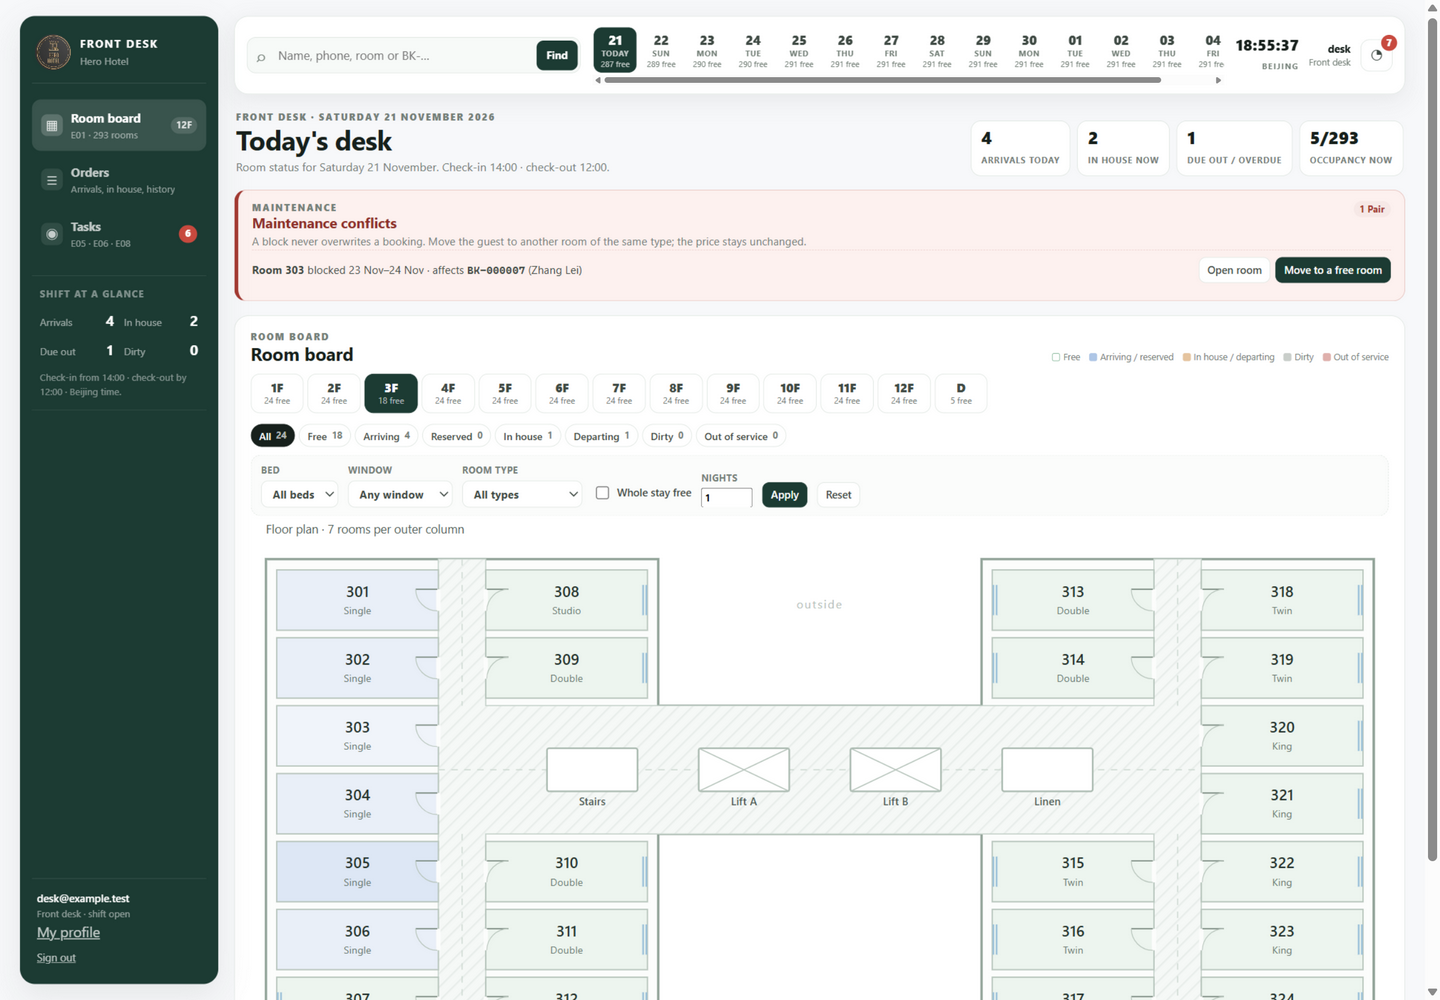 FRONT DESK
Hero Hotel
Room board
E01 · 293 rooms
12F
Orders
Arrivals, in house, history
Tasks
E05 · E06 · E08
6
SHIFT AT A GLANCE
Arrivals 4 In house 2
Due out 1 Dirty 0
Check-in from 14:00 · check-out by
12:00 · Beijing time.
desk@example.test
Front desk · shift open
My profile
Sign out
Name, phone, room or BK-...
Find
21 TODAY 287 free
22 SUN 289 free
23 MON 290 free
24 TUE 290 free
25 WED 291 free
26 THU 291 free
27 FRI 291 free
28 SAT 291 free
29 SUN 291 free
30 MON 291 free
01 TUE 291 free
02 WED 291 free
03 THU 291 free
04 FRI 291 fre
18:55:37
BEIJING
desk
Front desk
7
FRONT DESK · SATURDAY 21 NOVEMBER 2026
Today's desk
Room status for Saturday 21 November. Check-in 14:00 · check-out 12:00.
4
ARRIVALS TODAY
2
IN HOUSE NOW
1
DUE OUT / OVERDUE
5/293
OCCUPANCY NOW
MAINTENANCE
Maintenance conflicts
1 Pair
A block never overwrites a booking. Move the guest to another room of the same type; the price stays unchanged.
Room 303 blocked 23 Nov–24 Nov · affects BK-000007 (Zhang Lei)
Open room
Move to a free room
ROOM BOARD
Room board
Free
Arriving / reserved
In house / departing
Dirty
Out of service
1F 24 free
2F 24 free
3F 18 free
4F 24 free
5F 24 free
6F 24 free
7F 24 free
8F 24 free
9F 24 free
10F 24 free
11F 24 free
12F 24 free
D 5 free
All 24
Free 18
Arriving 4
Reserved 0
In house 1
Departing 1
Dirty 0
Out of service 0
BED
All beds
WINDOW
Any window
ROOM TYPE
All types
Whole stay free
NIGHTS
1
Apply
Reset
Floor plan · 7 rooms per outer column
301 Single
308 Studio
outside
313 Double
318 Twin
302 Single
309 Double
314 Double
319 Twin
303 Single
320 King
304 Single
Stairs
Lift A
Lift B
Linen
321 King
305 Single
310 Double
315 Twin
322 King
306 Single
311 Double
316 Twin
323 King
307
312
317
324